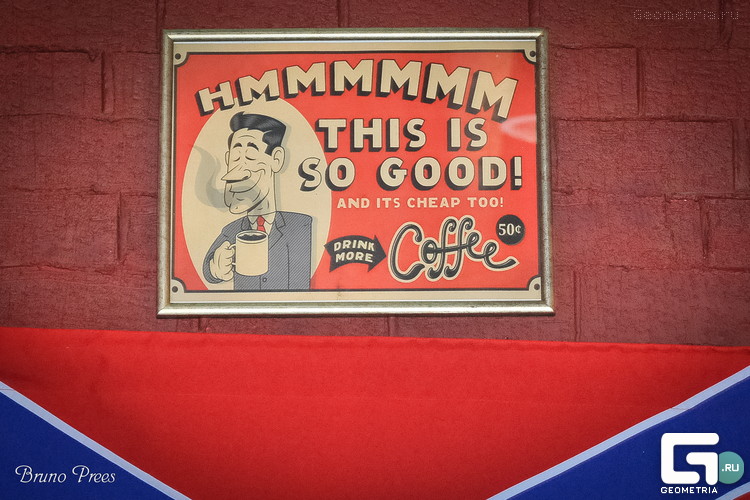 Geometria.ru
HMMMMMMM
THIS IS
SO GOOD!
AND ITS CHEAP TOO!
DRINK
MORE
Coffee
50¢
Bruno Prees
.RU
GEOMETRIA